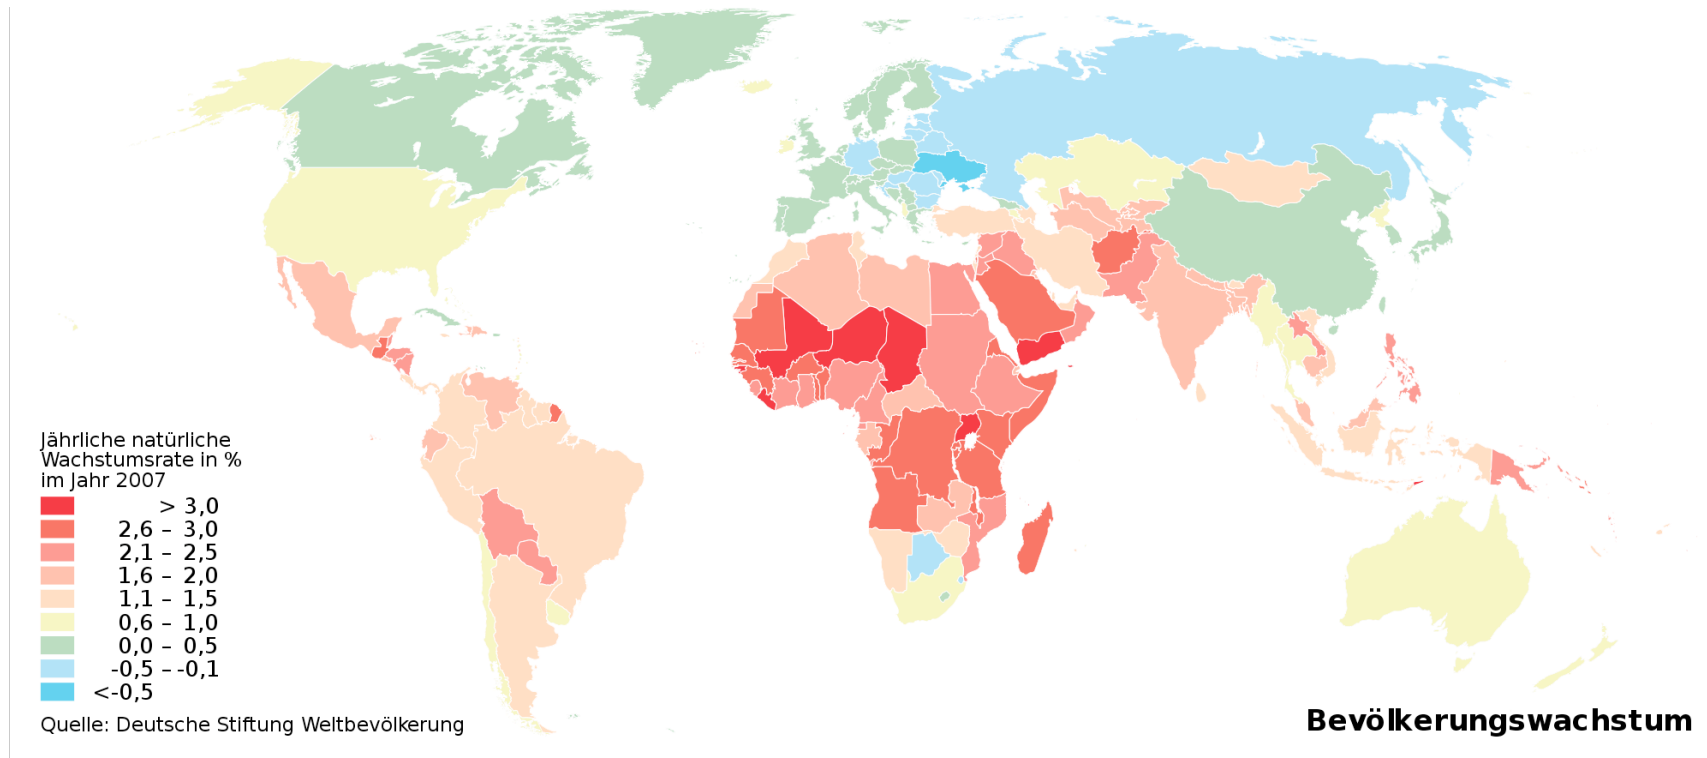 Jährliche natürliche
Wachstumsrate in %
im Jahr 2007
> 3,0
2,6 – 3,0
2,1 – 2,5
1,6 – 2,0
1,1 – 1,5
0,6 – 1,0
0,0 – 0,5
-0,5 – -0,1
<-0,5
Quelle: Deutsche Stiftung Weltbevölkerung
Bevölkerungswachstum